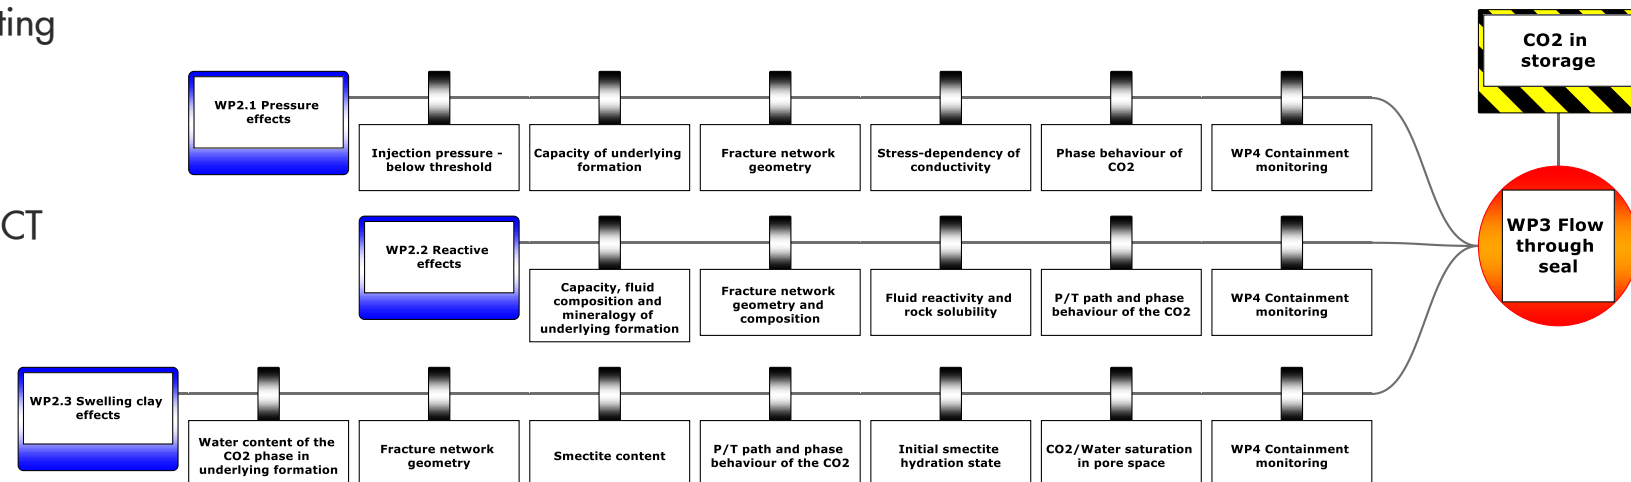 ting
CO2 in
storage
WP2.1 Pressure
effects
Injection pressure -
below threshold
Capacity of underlying
formation
Fracture network
geometry
Stress-dependency of
conductivity
Phase behaviour of
CO2
WP4 Containment
monitoring
WP3 Flow
through
seal
CT
WP2.2 Reactive
effects
Capacity, fluid
composition and
mineralogy of
underlying formation
Fracture network
geometry and
composition
Fluid reactivity and
rock solubility
P/T path and phase
behaviour of the CO2
WP4 Containment
monitoring
WP2.3 Swelling clay
effects
Water content of the
CO2 phase in
underlying formation
Fracture network
geometry
Smectite content
P/T path and phase
behaviour of the CO2
Initial smectite
hydration state
CO2/Water saturation
in pore space
WP4 Containment
monitoring